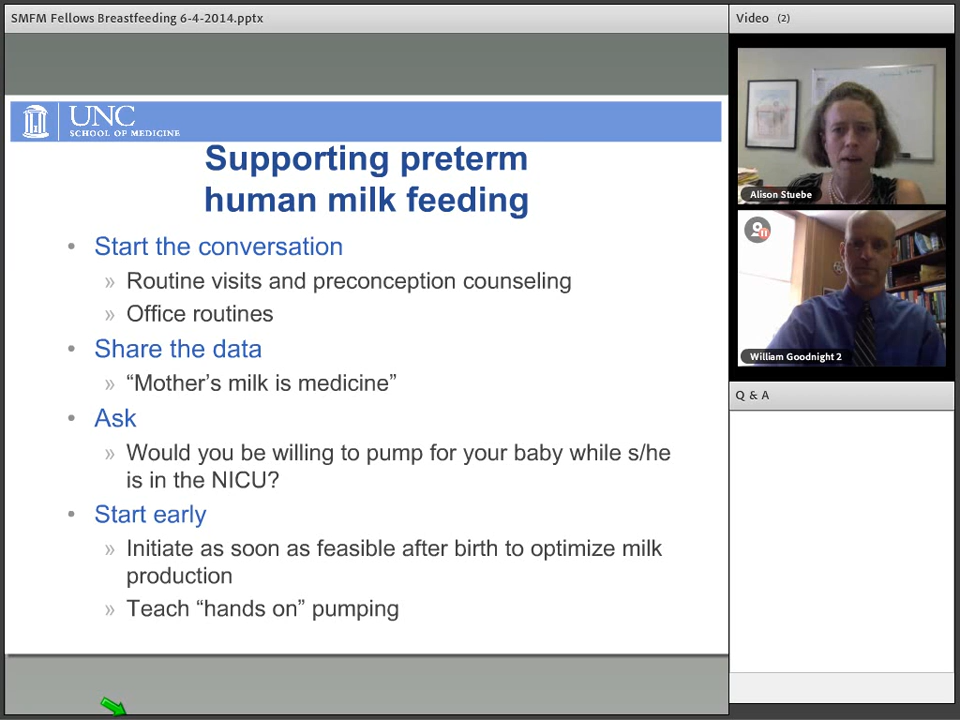 SMFM Fellows Breastfeeding 6-4-2014.pptx
Video (2)
UNC
SCHOOL OF MEDICINE
Supporting preterm
human milk feeding
• Start the conversation
» Routine visits and preconception counseling
» Office routines
• Share the data
» “Mother’s milk is medicine”
• Ask
» Would you be willing to pump for your baby while s/he
is in the NICU?
• Start early
» Initiate as soon as feasible after birth to optimize milk
production
» Teach “hands on” pumping
Alison Stuebe
William Goodnight 2
Q & A